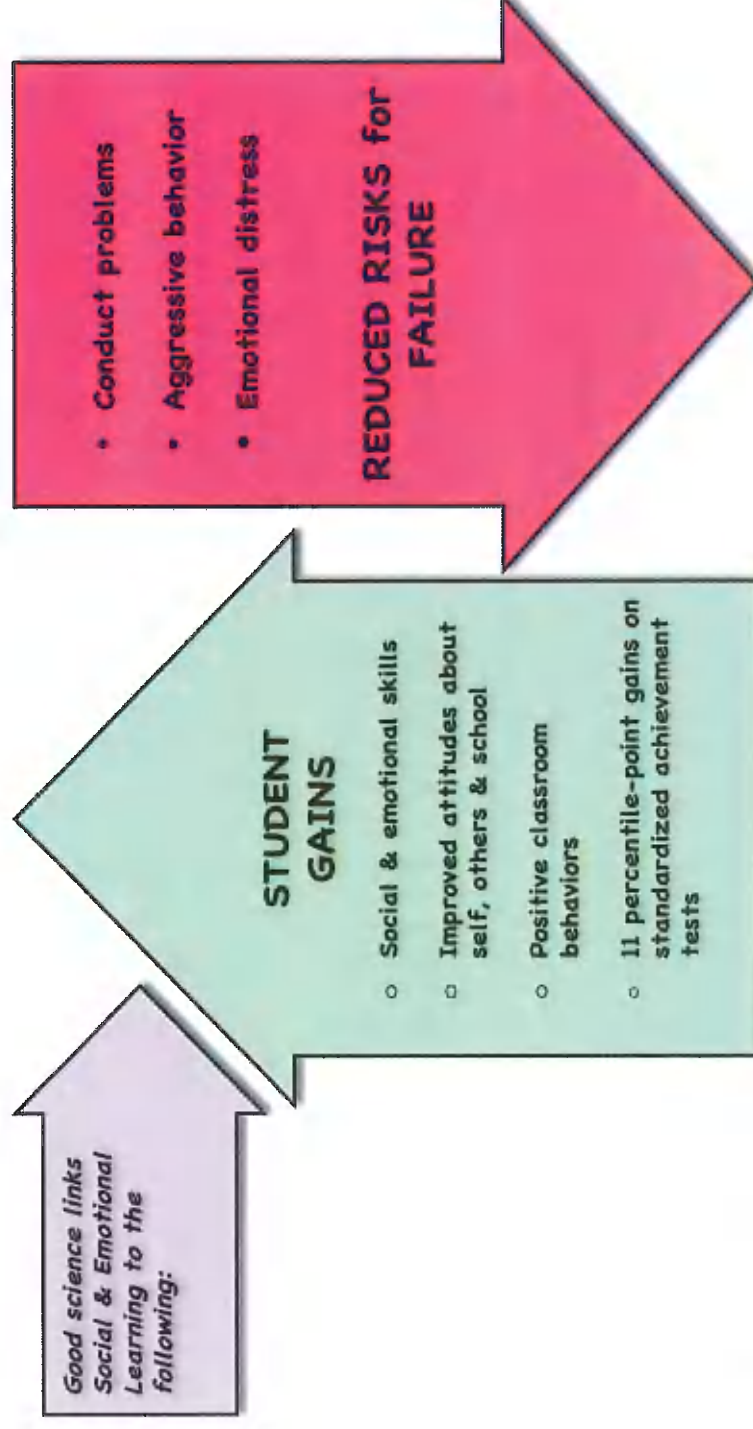 Good science links
Social & Emotional
Learning to the
following:
STUDENT
GAINS
o Social & emotional skills
o Improved attitudes about
self, others & school
o Positive classroom
behaviors
o 11 percentile-point gains on
standardized achievement
tests
• Conduct problems
• Aggressive behavior
• Emotional distress
REDUCED RISKS for
FAILURE